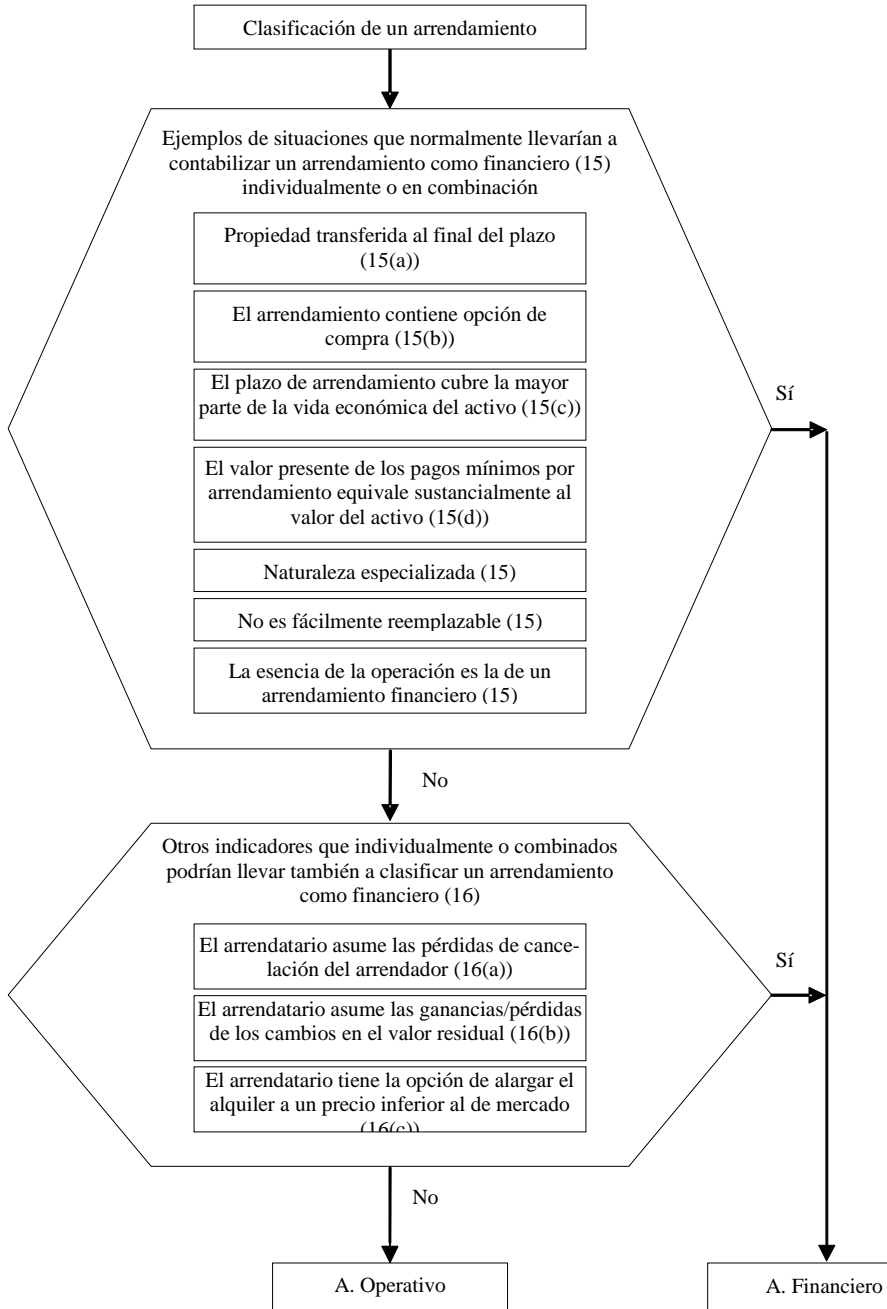 Clasificación de un arrendamiento
Ejemplos de situaciones que normalmente llevarían a
contabilizar un arrendamiento como financiero (15)
individualmente o en combinación
Propiedad transferida al final del plazo
(15(a))
El arrendamiento contiene opción de
compra (15(b))
El plazo de arrendamiento cubre la mayor
parte de la vida económica del activo (15(c))
Sí
El valor presente de los pagos mínimos por
arrendamiento equivale sustancialmente al
valor del activo (15(d))
Naturaleza especializada (15)
No es fácilmente reemplazable (15)
La esencia de la operación es la de un
arrendamiento financiero (15)
No
Otros indicadores que individualmente o combinados
podrían llevar también a clasificar un arrendamiento
como financiero (16)
El arrendatario asume las pérdidas de cance-
lación del arrendador (16(a))
Sí
El arrendatario asume las ganancias/pérdidas
de los cambios en el valor residual (16(b))
El arrendatario tiene la opción de alargar el
alquiler a un precio inferior al de mercado
(16(c))
No
A. Operativo
A. Financiero